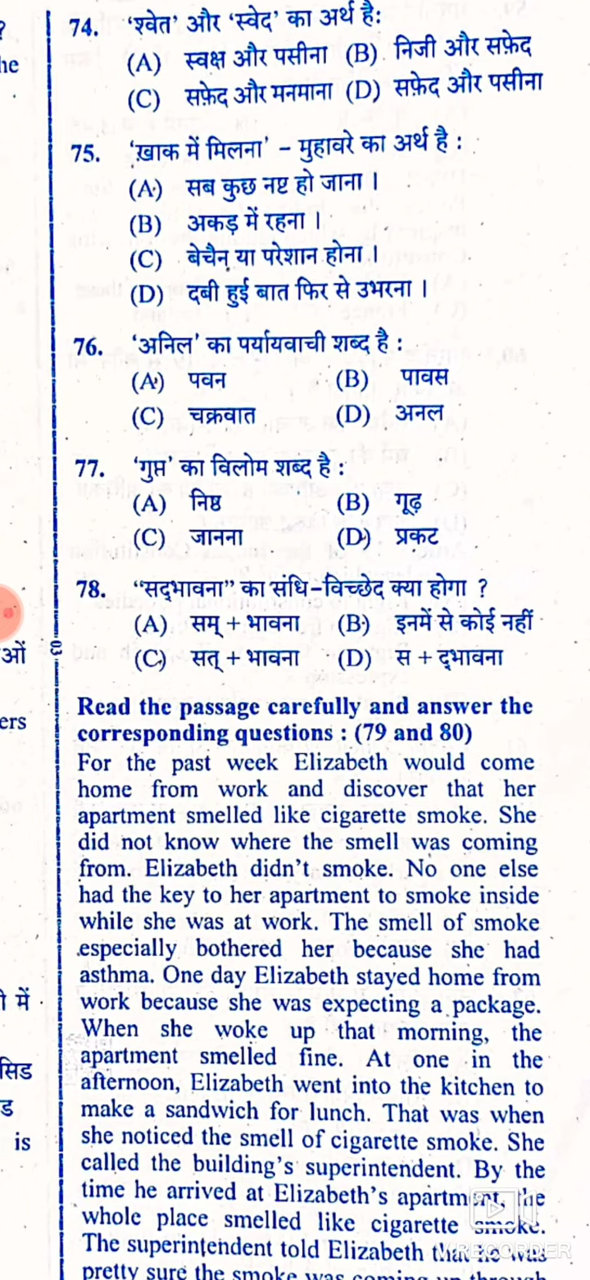 ?
he
ओं
ers
ो में
सिड
ड
is
74. ‘श्वेत’ और ‘स्वेद’ का अर्थ है:
(A) स्वक्ष और पसीना (B) निजी और सफ़ेद
(C) सफ़ेद और मनमाना (D) सफ़ेद और पसीना
75. ‘ख़ाक में मिलना’ – मुहावरे का अर्थ है :
(A) सब कुछ नष्ट हो जाना ।
(B) अकड़ में रहना ।
(C) बेचैन या परेशान होना ।
(D) दबी हुई बात फिर से उभरना ।
76. ‘अनिल’ का पर्यायवाची शब्द है :
(A) पवन (B) पावस
(C) चक्रवात (D) अनल
77. ‘गुप्त’ का विलोम शब्द है :
(A) निष्ठ (B) गूढ़
(C) जानना (D) प्रकट
78. “सद्भावना” का संधि-विच्छेद क्या होगा ?
(A) सम् + भावना (B) इनमें से कोई नहीं
(C) सत् + भावना (D) स + द्भावना
Read the passage carefully and answer the
corresponding questions : (79 and 80)
For the past week Elizabeth would come
home from work and discover that her
apartment smelled like cigarette smoke. She
did not know where the smell was coming
from. Elizabeth didn’t smoke. No one else
had the key to her apartment to smoke inside
while she was at work. The smell of smoke
especially bothered her because she had
asthma. One day Elizabeth stayed home from
work because she was expecting a package.
When she woke up that morning, the
apartment smelled fine. At one in the
afternoon, Elizabeth went into the kitchen to
make a sandwich for lunch. That was when
she noticed the smell of cigarette smoke. She
called the building’s superintendent. By the
time he arrived at Elizabeth’s apartment, the
whole place smelled like cigarette smoke.
The superintendent told Elizabeth that he was
pretty sure the smoke was coming up through
V RECORDER